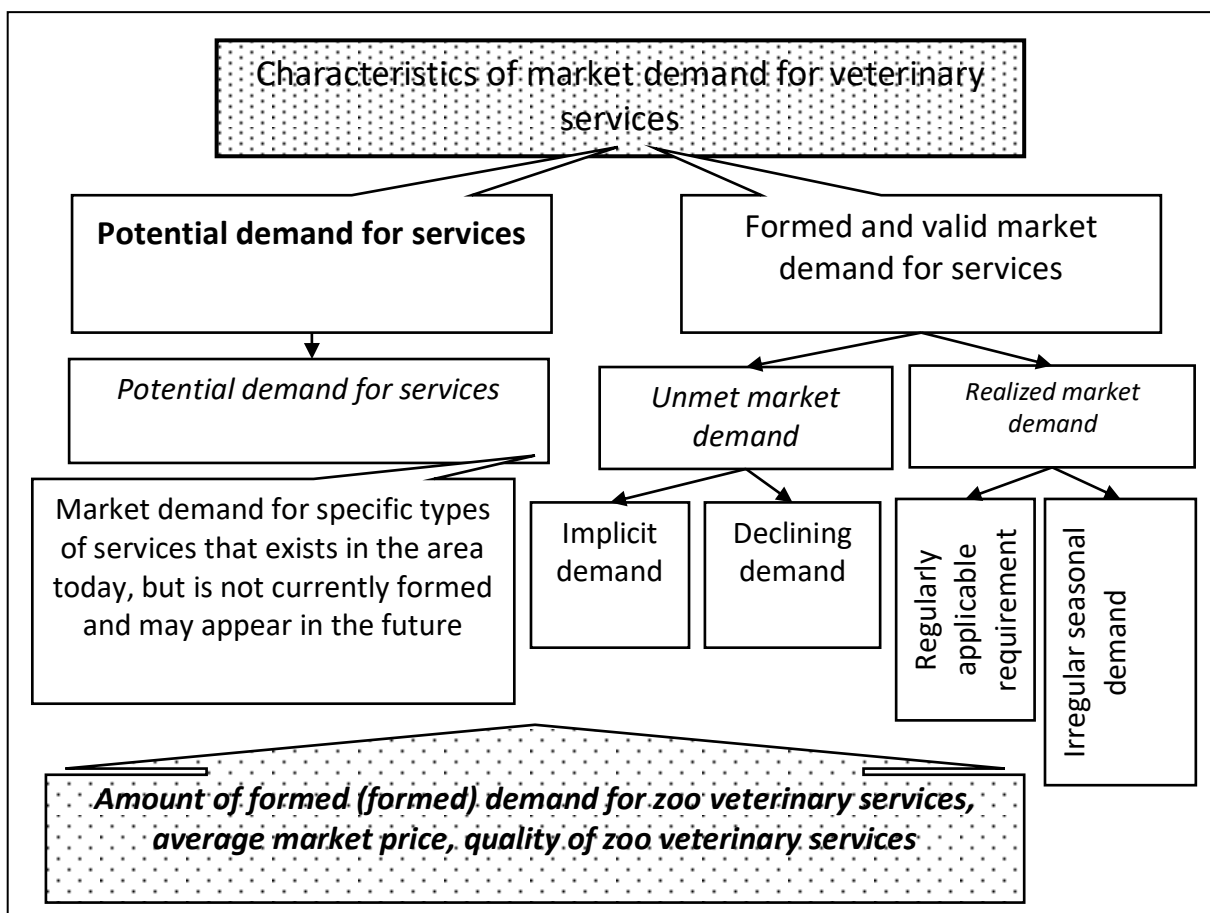 Characteristics of market demand for veterinary
services
Potential demand for services
Formed and valid market
demand for services
Potential demand for services
Unmet market
demand
Realized market
demand
Market demand for specific types
of services that exists in the area
today, but is not currently formed
and may appear in the future
Implicit
demand
Declining
demand
Regularly
applicable
requirement
Irregular seasonal
demand
Amount of formed (formed) demand for zoo veterinary services,
average market price, quality of zoo veterinary services